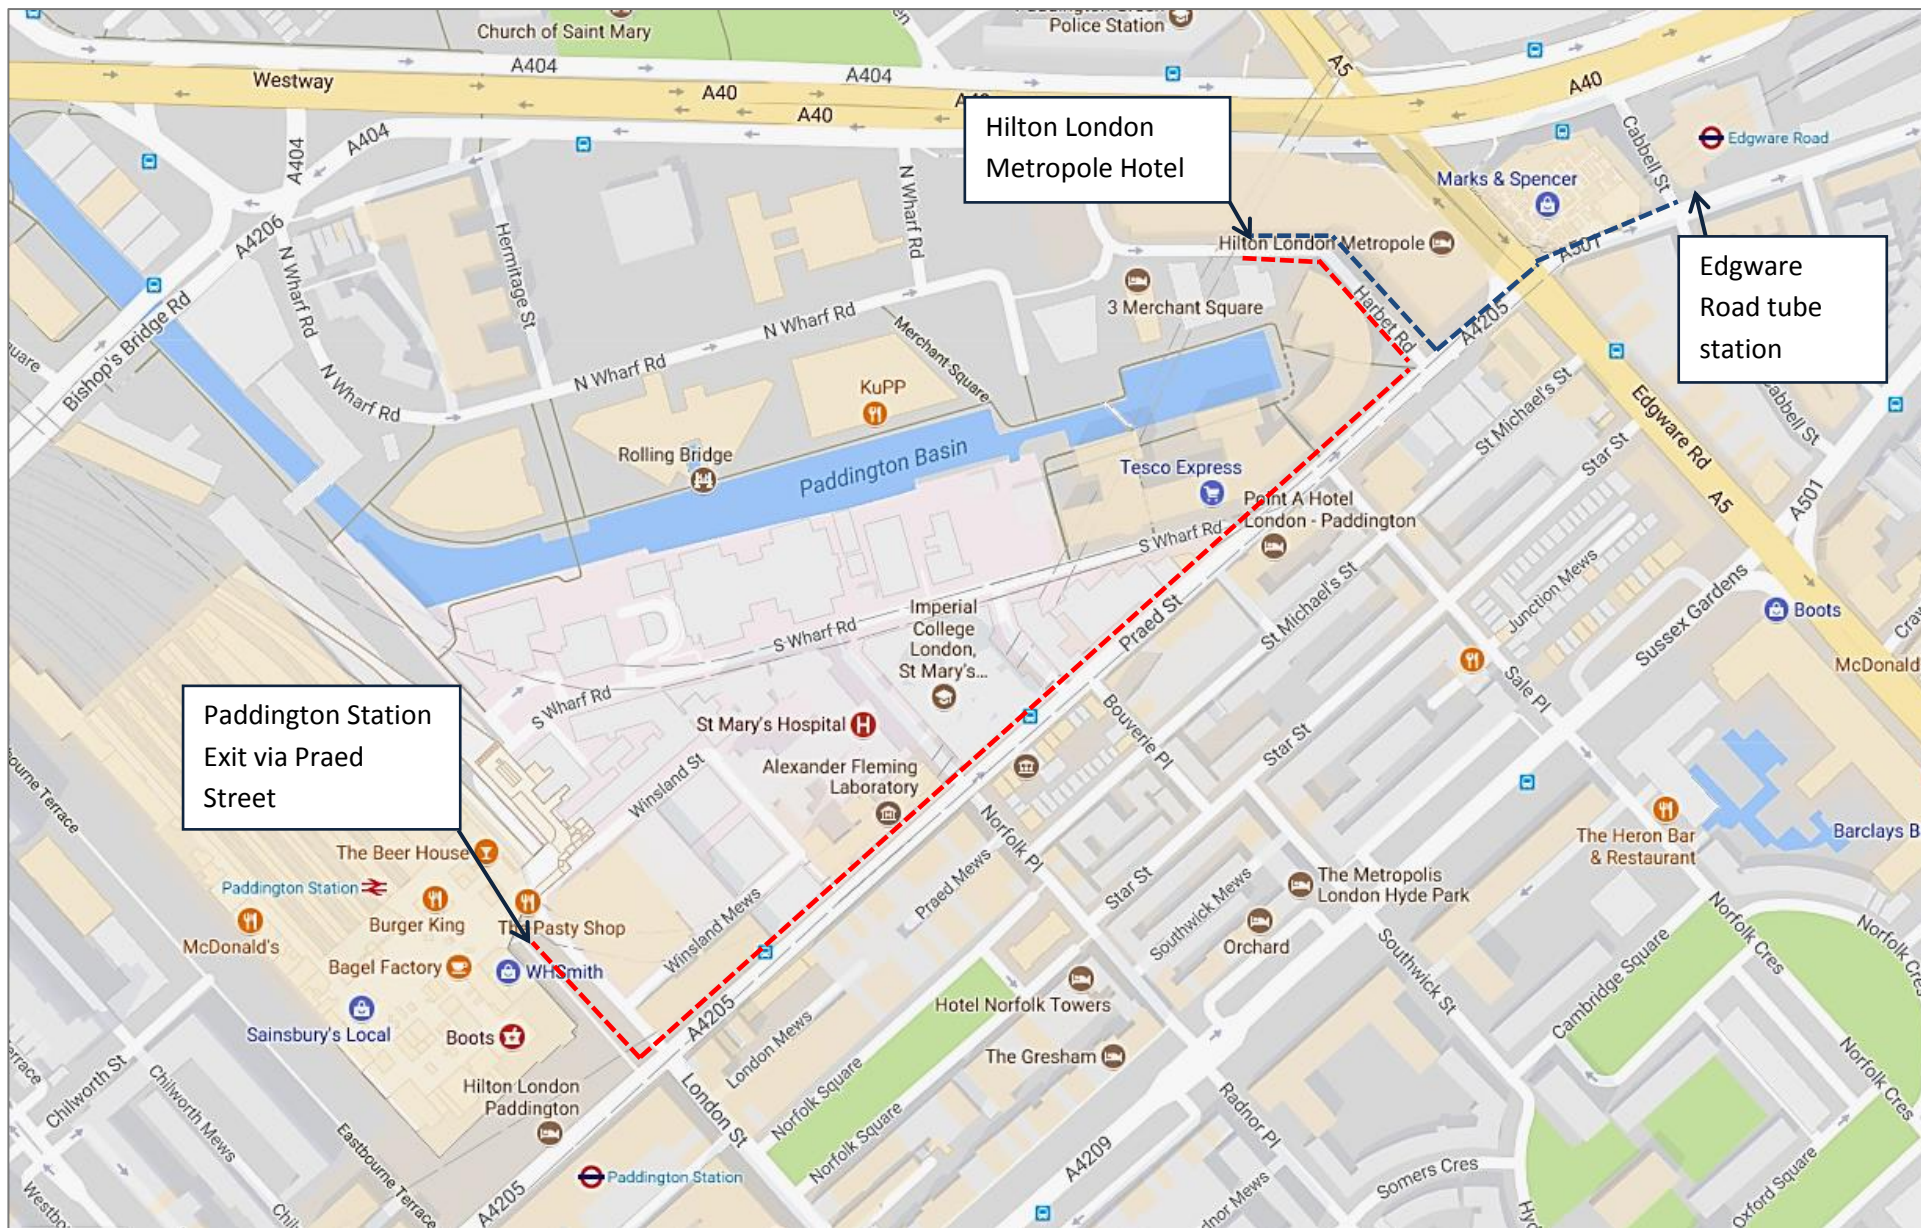 Church of Saint Mary
Police Station
A404
A404
Westway
A40
A40
A5
A40
A404
A404
A4206
Hilton London
Metropole Hotel
Cabbell St
Edgware Road
Marks & Spencer
N Wharf Rd
Hermitage St
N Wharf Rd
Bishop's Bridge Rd
Hilton London Metropole
A501
Edgware
Road tube
station
3 Merchant Square
Harbet Rd
A4205
N Wharf Rd
Merchant Square
N Wharf Rd
N Wharf Rd
KuPP
St Michael's St
Edgware Rd
Cabbell St
Rolling Bridge
Paddington Basin
Tesco Express
Star St
A5
A501
Point A Hotel
London - Paddington
S Wharf Rd
Imperial
College
London,
St Mary's...
S Wharf Rd
Praed St
St Michael's St
Junction Mews
Sussex Gardens
Boots
McDonald
S Wharf Rd
Paddington Station
Exit via Praed
Street
St Mary's Hospital
Bouverie Pl
Sale Pl
Star St
Alexander Fleming
Laboratory
Winsland St
Norfolk Pl
The Heron Bar
& Restaurant
Barclays B
The Beer House
Paddington Station
Burger King
McDonald's
The Pasty Shop
Praed Mews
Star St
Southwick Mews
The Metropolis
London Hyde Park
Orchard
Norfolk Cres
Norfolk Cres
Bagel Factory
WHSmith
Winsland Mews
Sainsbury's Local
Boots
A4205
London Mews
Hotel Norfolk Towers
Southwick St
Cambridge Square
The Gresham
Norfolk Square
Norfolk Cres
Chilworth St
Chilworth Mews
Hilton London
Paddington
London St
Norfolk Square
Radnor Pl
Eastbourne Terrace
Paddington Station
A4205
A4209
Somers Cres
Oxford Square